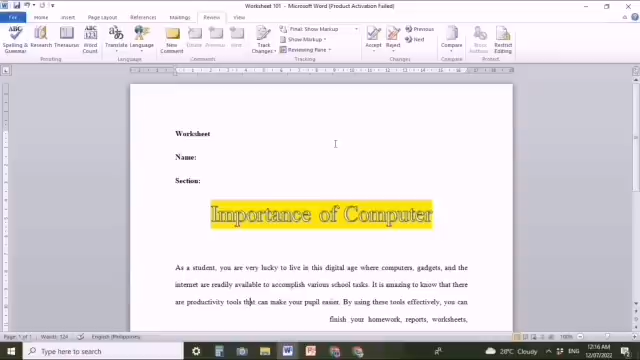 Worksheet 101 - Microsoft Word (Product Activation Failed)
File Home Insert Page Layout References Mailings Review View
Spelling & Grammar Research Thesaurus Word Count Translate Language New Comment Delete Previous Next Track Changes Final: Show Markup Show Markup Reviewing Pane Accept Reject Previous Next Compare Block Authors Restrict Editing
Proofing Language Comments Tracking Changes Compare Protect
Worksheet
Name:
Section:
Importance of Computer
As a student, you are very lucky to live in this digital age where computers, gadgets, and the
internet are readily available to accomplish various school tasks. It is amazing to know that there
are productivity tools that can make your pupil easier. By using these tools effectively, you can
finish your homework, reports, worksheets,
Page: 1 of 1 Words: 124 English (Philippines) 100%
Type here to search 28°C Cloudy ENG 12:16 AM
12/07/2022